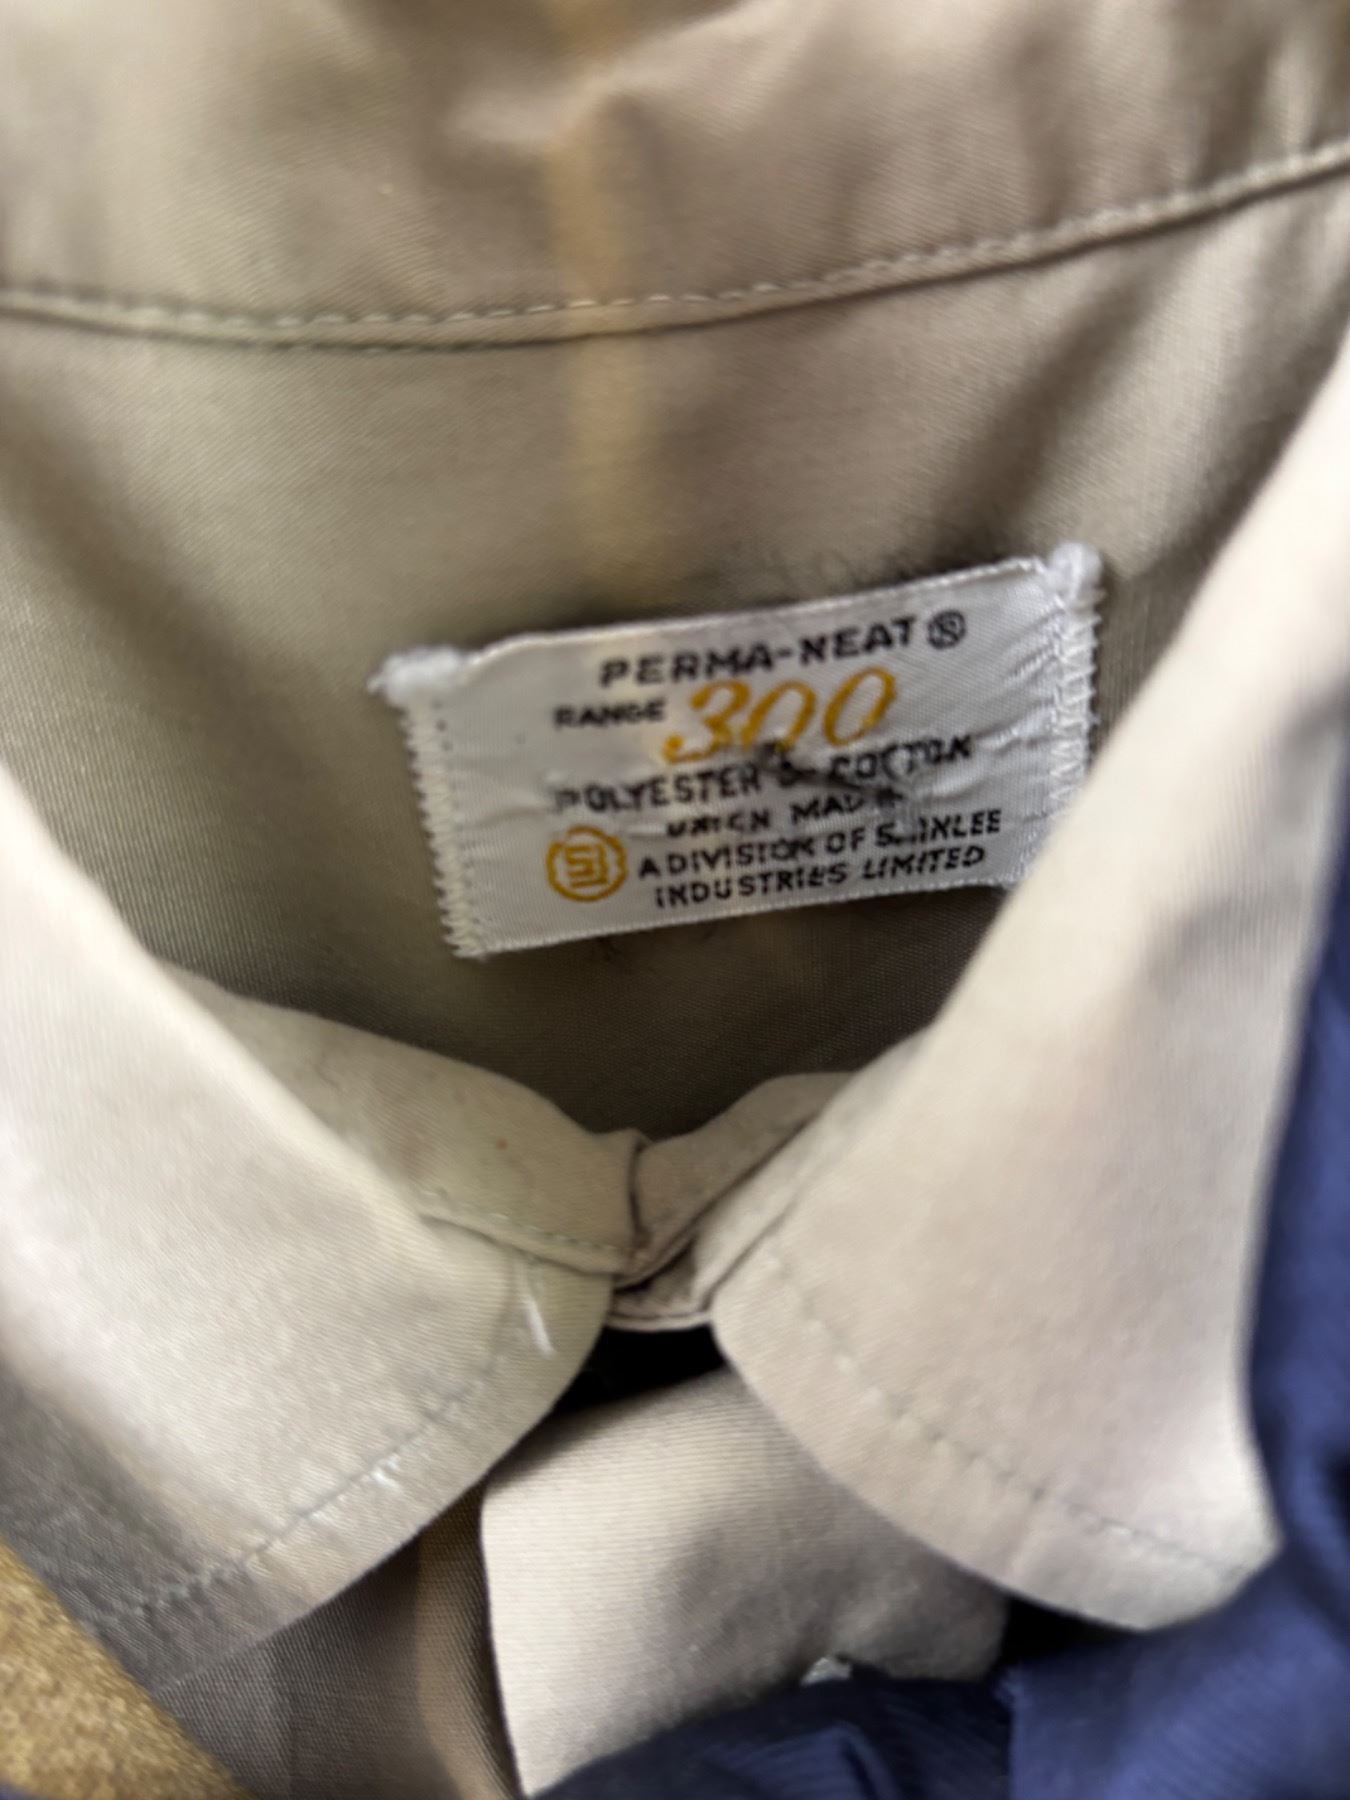 PERMA-NEAT ®
RANGE 300
POLYESTER & COTTON
UNION MADE
A DIVISION OF
INDUSTRIES LIMITED